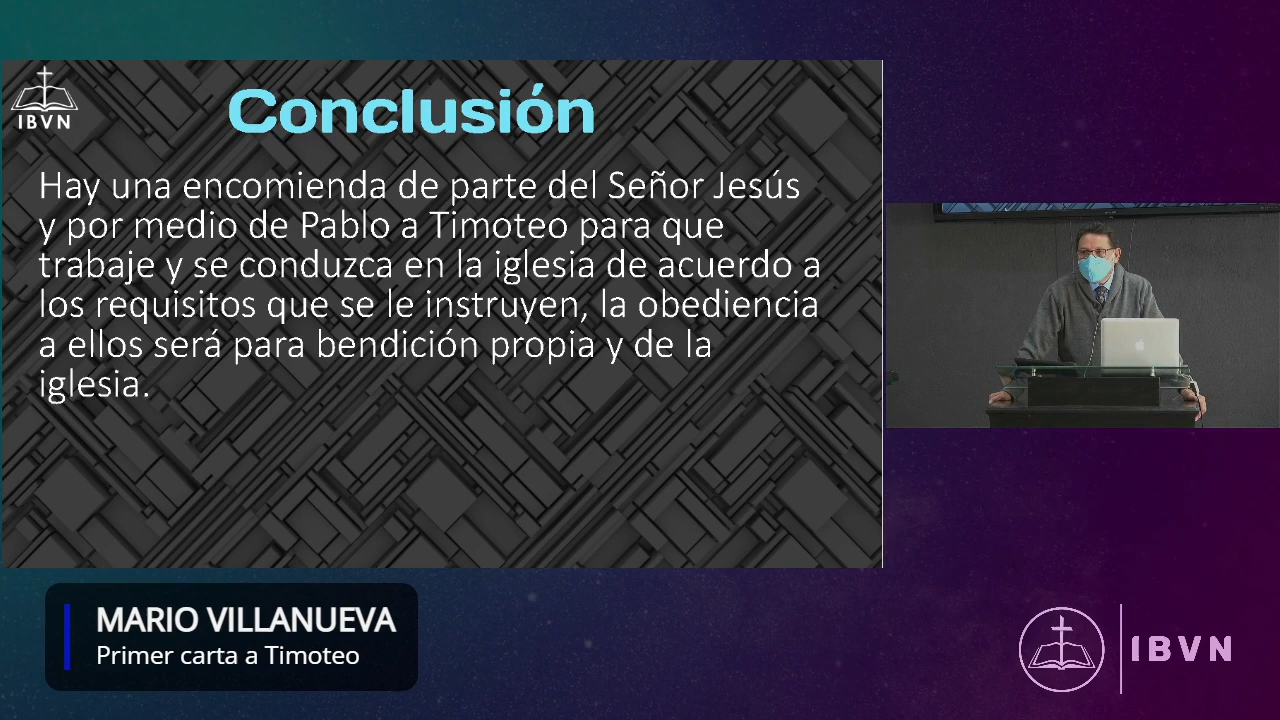 IBVN
Conclusión
Hay una encomienda de parte del Señor Jesús
y por medio de Pablo a Timoteo para que
trabaje y se conduzca en la iglesia de acuerdo a
los requisitos que se le instruyen, la obediencia
a ellos será para bendición propia y de la
iglesia.
MARIO VILLANUEVA
Primer carta a Timoteo
IBVN